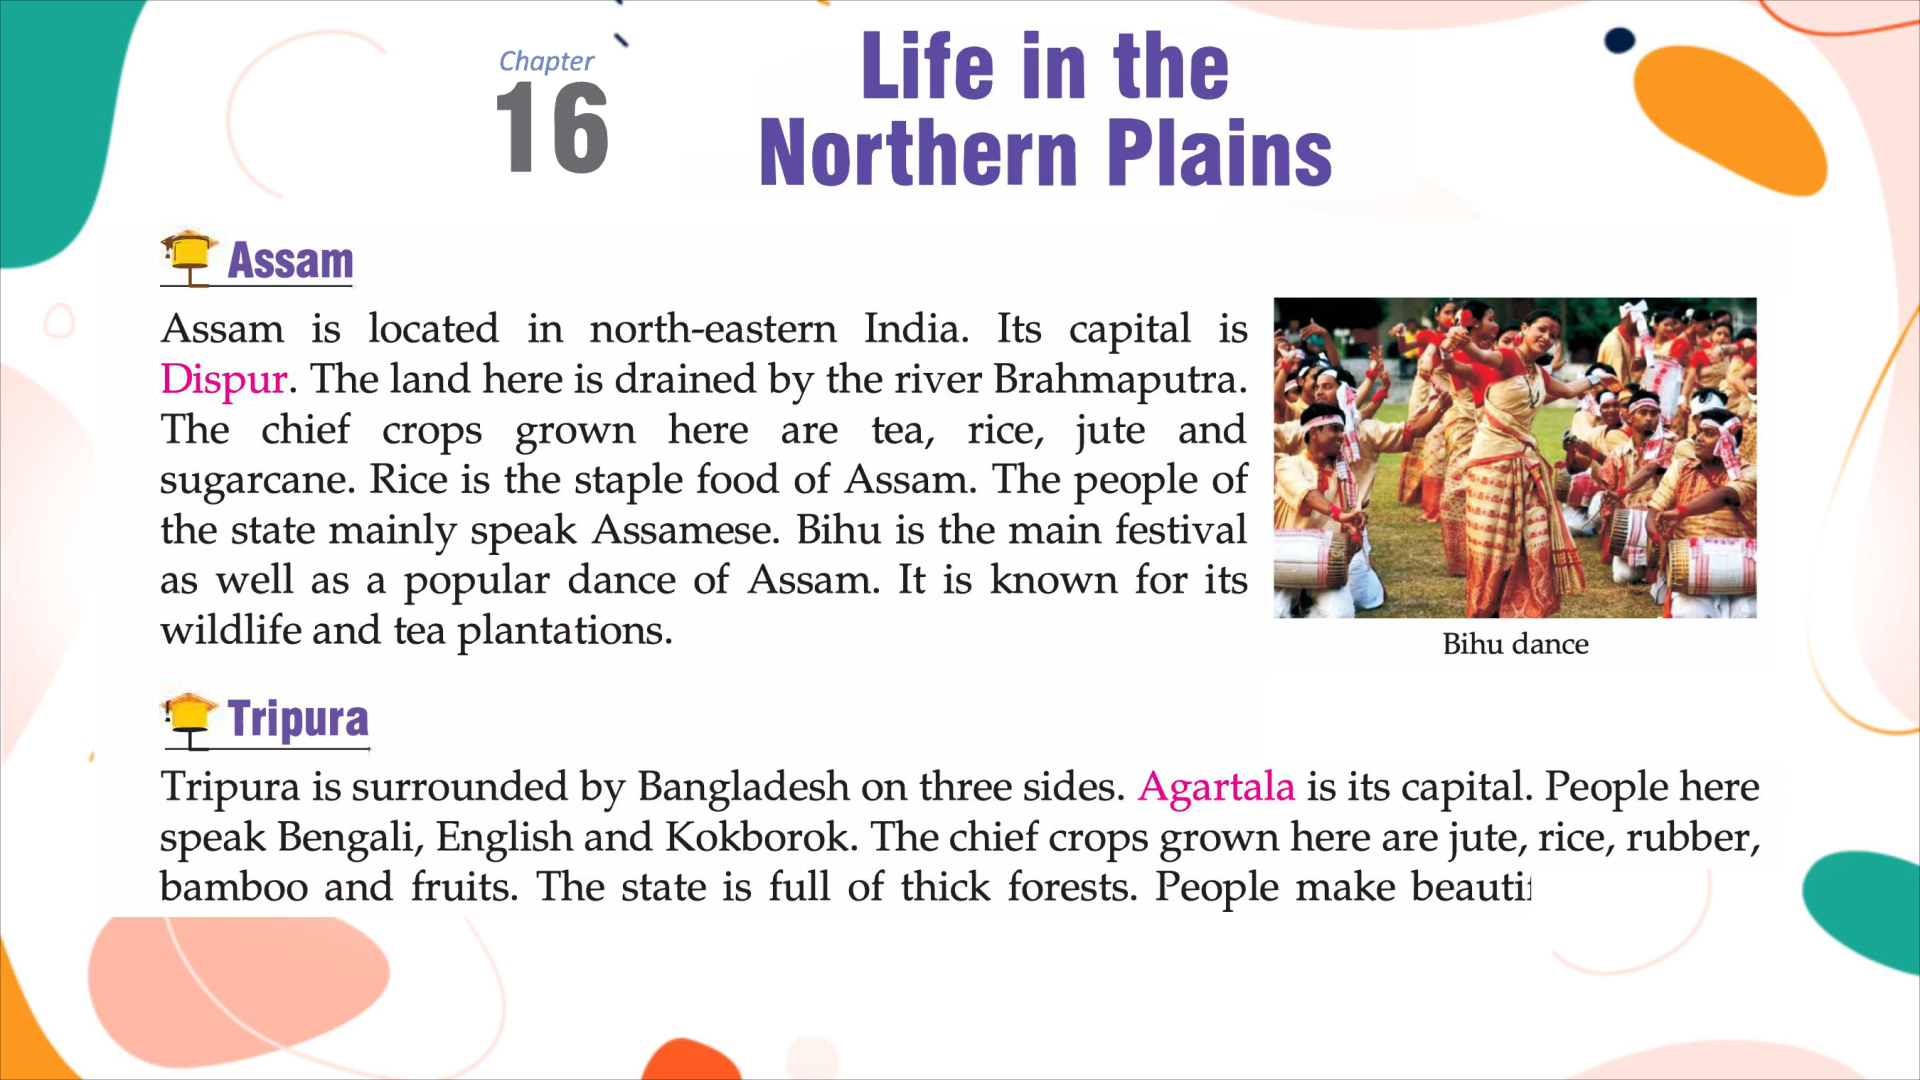 Chapter
16
Life in the
Northern Plains
Assam
Assam is located in north-eastern India. Its capital is
Dispur. The land here is drained by the river Brahmaputra.
The chief crops grown here are tea, rice, jute and
sugarcane. Rice is the staple food of Assam. The people of
the state mainly speak Assamese. Bihu is the main festival
as well as a popular dance of Assam. It is known for its
wildlife and tea plantations.
Bihu dance
Tripura
Tripura is surrounded by Bangladesh on three sides. Agartala is its capital. People here
speak Bengali, English and Kokborok. The chief crops grown here are jute, rice, rubber,
bamboo and fruits. The state is full of thick forests. People make